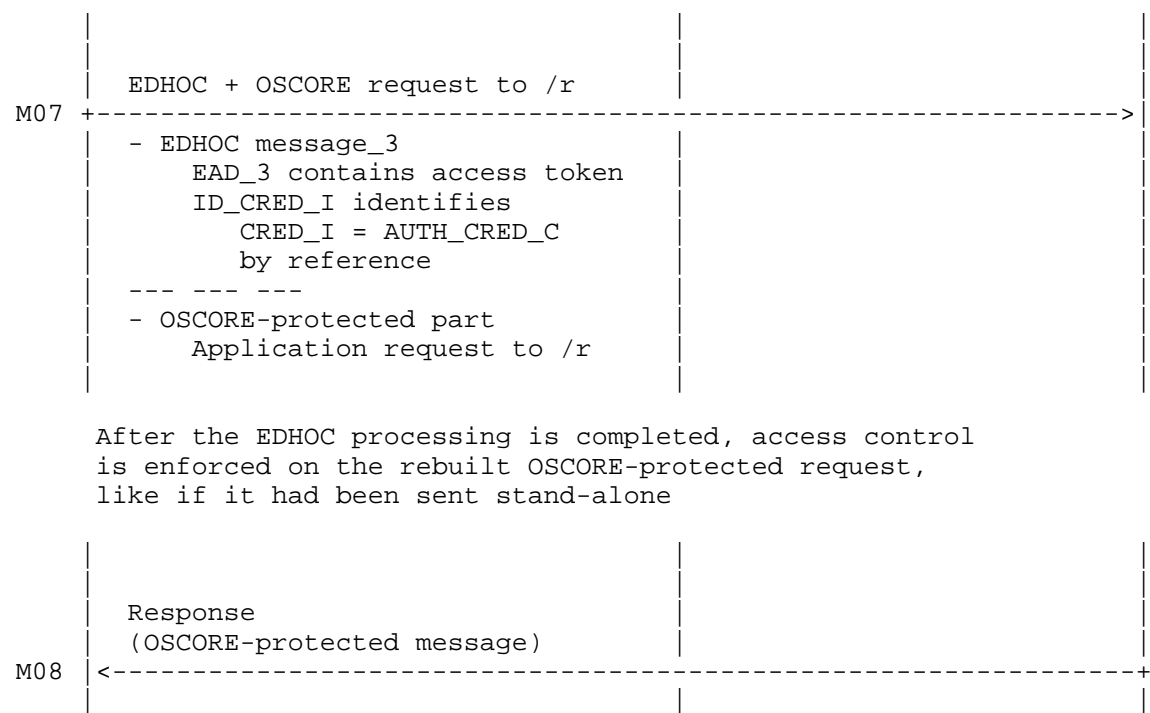 EDHOC + OSCORE request to /r
M07 +---------------------------------------------------------------->|
- EDHOC message_3
EAD_3 contains access token
ID_CRED_I identifies
CRED_I = AUTH_CRED_C
by reference
--- --- ---
- OSCORE-protected part
Application request to /r
After the EDHOC processing is completed, access control
is enforced on the rebuilt OSCORE-protected request,
like if it had been sent stand-alone
Response
(OSCORE-protected message)
M08 |<----------------------------------------------------------------+